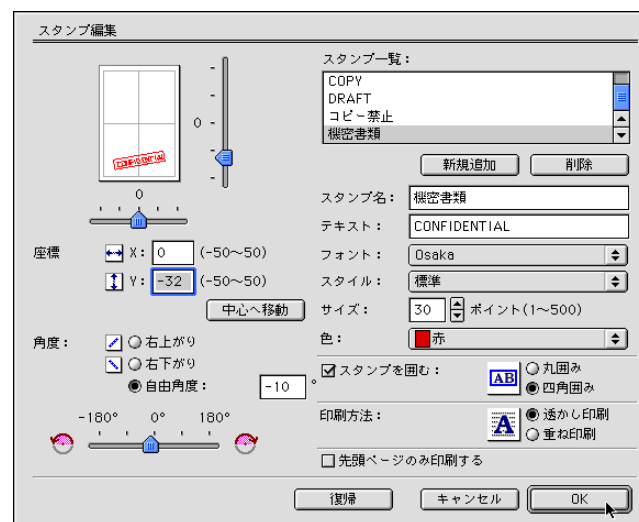 スタンプ編集
CONFIDENTIAL
0
0
座標
X: 0 (-50〜50)
Y: -32 (-50〜50)
中心へ移動
角度:
右上がり
右下がり
自由角度: -10 °
-180° 0° 180°
スタンプ一覧:
COPY
DRAFT
コピー禁止
機密書類
新規追加 削除
スタンプ名: 機密書類
テキスト: CONFIDENTIAL
フォント: Osaka
スタイル: 標準
サイズ: 30 ポイント(1〜500)
色: 赤
スタンプを囲む: AB 丸囲み
四角囲み
印刷方法: A 透かし印刷
重ね印刷
先頭ページのみ印刷する
復帰 キャンセル OK